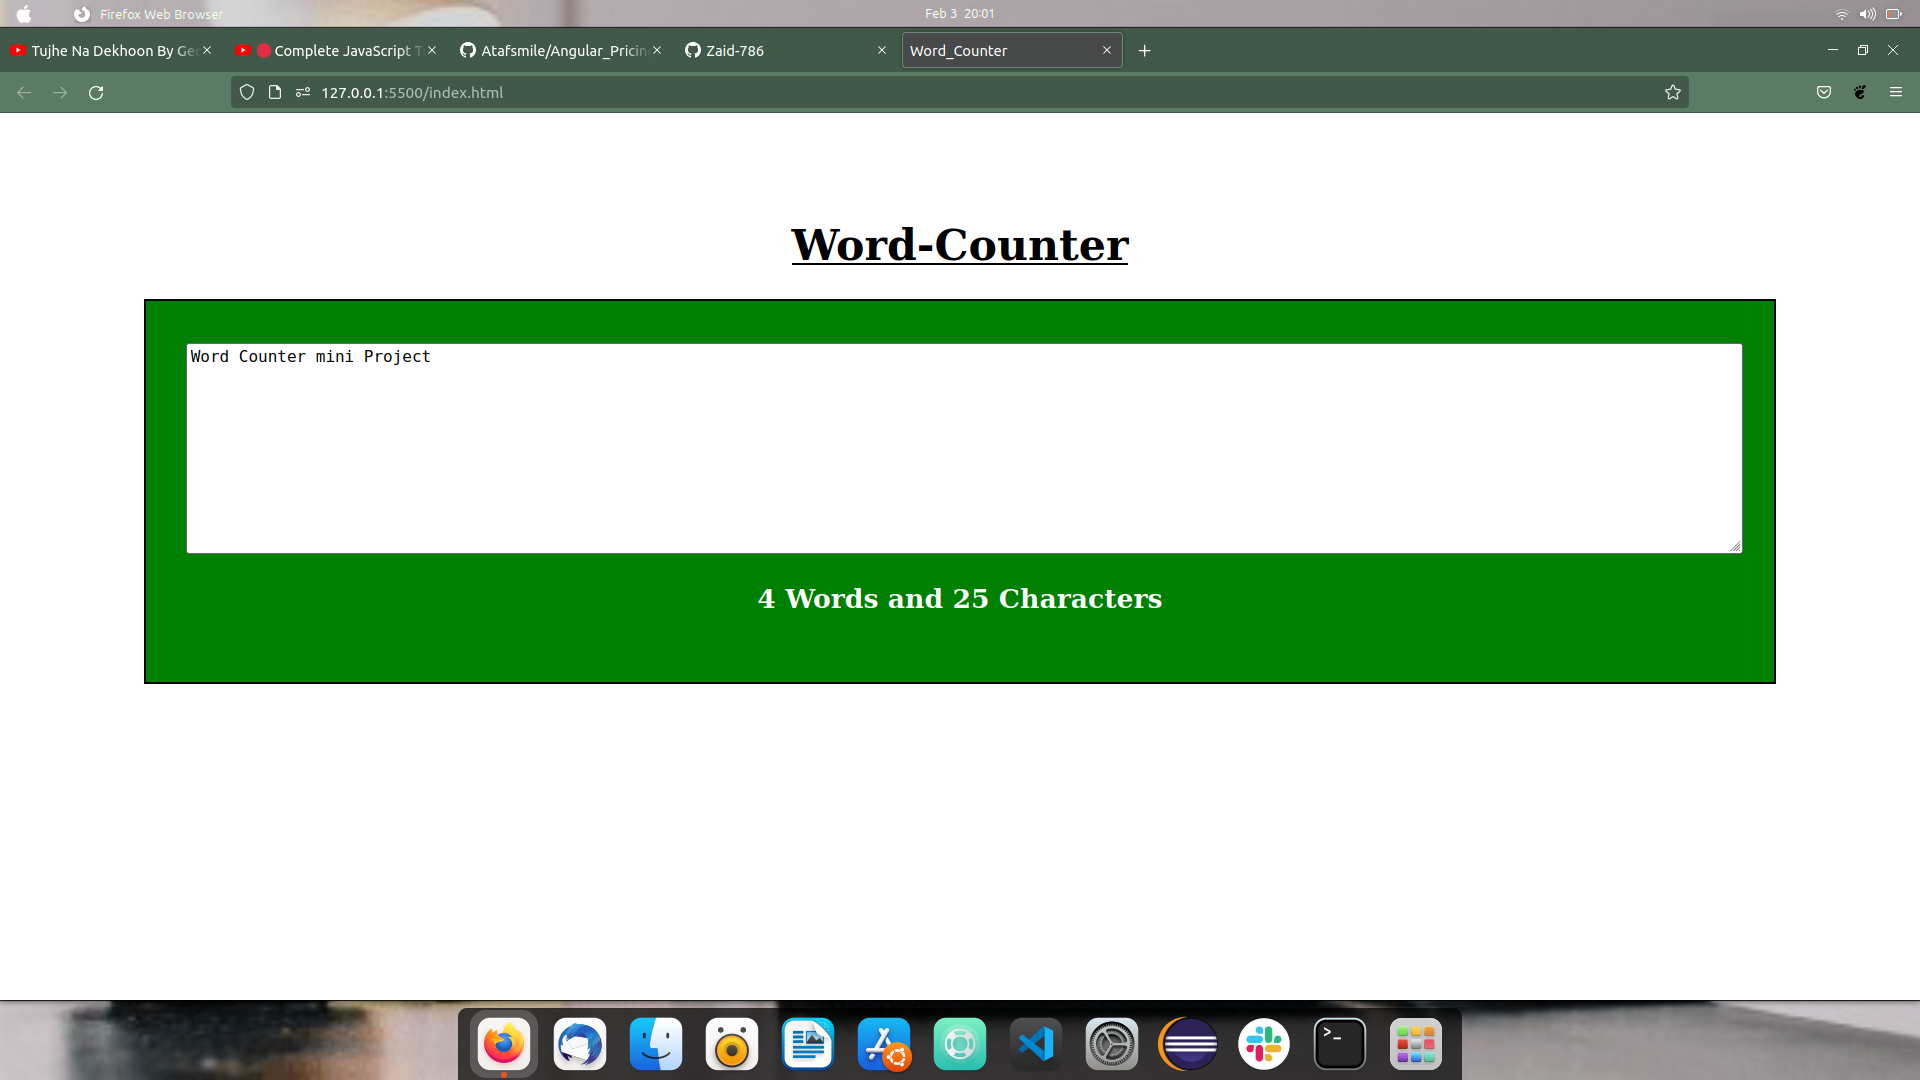 Firefox Web Browser
Feb 3 20:01
Tujhe Na Dekhoon By Ge
Complete JavaScript T
Atafsmile/Angular_Pricin
Zaid-786
Word_Counter
127.0.0.1:5500/index.html
Word-Counter
Word Counter mini Project
4 Words and 25 Characters